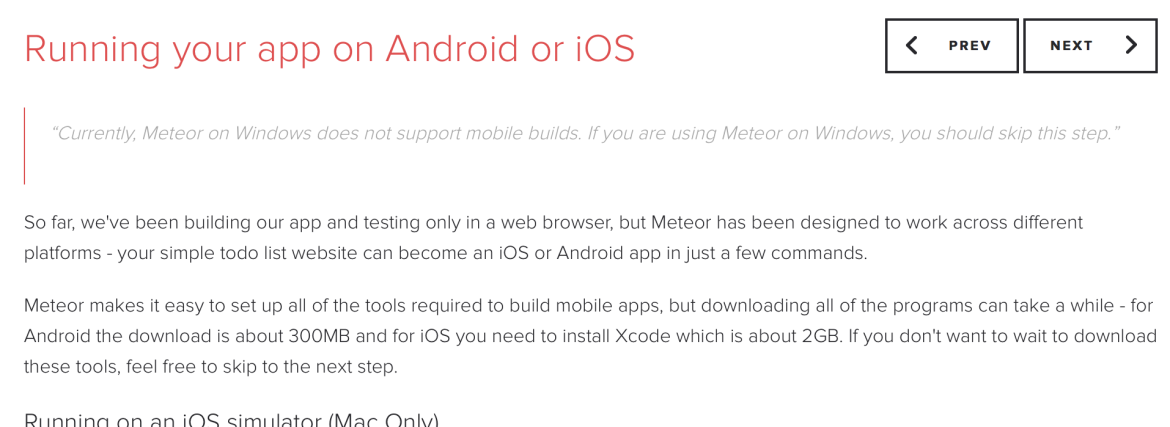 Running your app on Android or iOS
PREV
NEXT
“Currently, Meteor on Windows does not support mobile builds. If you are using Meteor on Windows, you should skip this step.”
So far, we've been building our app and testing only in a web browser, but Meteor has been designed to work across different
platforms - your simple todo list website can become an iOS or Android app in just a few commands.
Meteor makes it easy to set up all of the tools required to build mobile apps, but downloading all of the programs can take a while - for
Android the download is about 300MB and for iOS you need to install Xcode which is about 2GB. If you don't want to wait to download
these tools, feel free to skip to the next step.
Running on an iOS simulator (Mac Only)